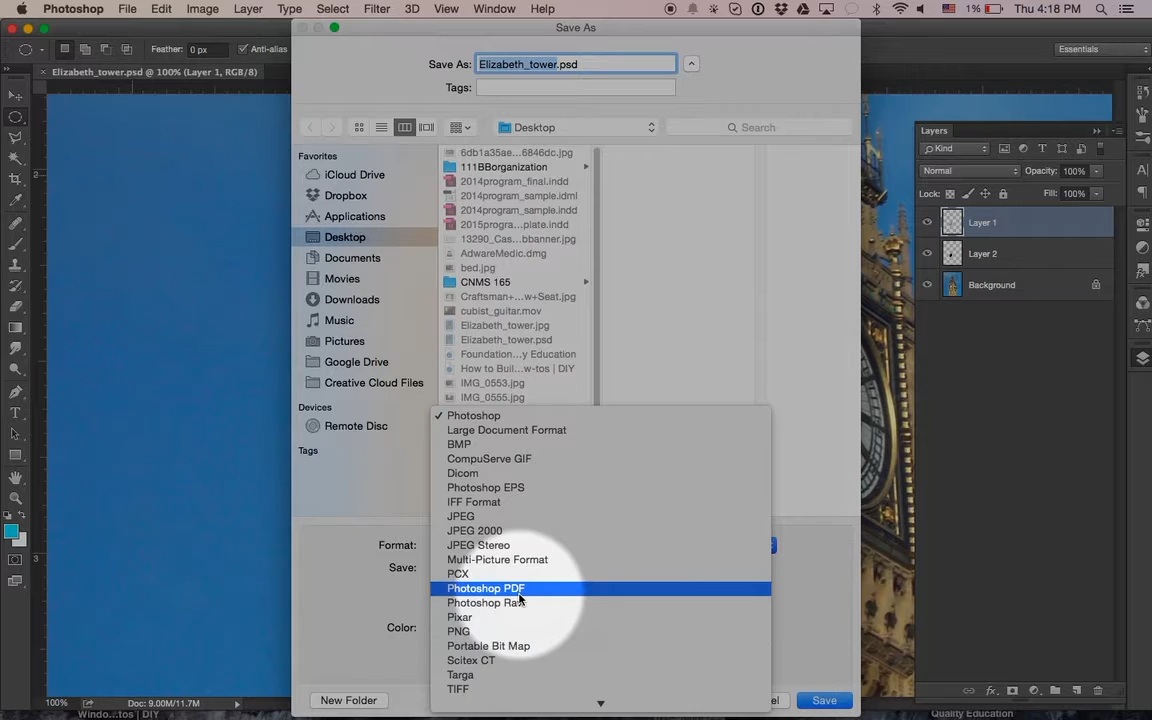 Photoshop File Edit Image Layer Type Select Filter 3D View Window Help 1% Thu 4:18 PM
Save As
Feather: 0 px Anti-alias Essentials
Save As: Elizabeth_tower.psd
Elizabeth_tower.psd @ 100% (Layer 1, RGB/8)
Tags:
Desktop
Search
Favorites
iCloud Drive
Dropbox
Applications
Desktop
Documents
Movies
Downloads
Music
Pictures
Google Drive
Creative Cloud Files
Devices
Remote Disc
Tags
6db1a35ae...6846dc.jpg
111BBorganization
2014program_final.indd
2014program_sample.idml
2014program_sample.indd
2015progra...plate.indd
13290_Cas...bbanner.jpg
AdwareMedic.dmg
bed.jpg
CNMS 165
Craftsman+...w+Seat.jpg
cubist_guitar.mov
Elizabeth_tower.jpg
Elizabeth_tower.psd
Foundation...y Education
How to Buil...w-tos | DIY
IMG_0553.jpg
IMG_0555.jpg
Format:
Save:
Color:
✓ Photoshop
Large Document Format
BMP
CompuServe GIF
Dicom
Photoshop EPS
IFF Format
JPEG
JPEG 2000
JPEG Stereo
Multi-Picture Format
PCX
Photoshop PDF
Photoshop Raw
Pixar
PNG
Portable Bit Map
Scitex CT
Targa
TIFF
New Folder
Save
Layers
Kind
Normal Opacity: 100%
Lock: Fill: 100%
Layer 1
Layer 2
Background
2
3
100% Doc: 9.00M/11.7M
Windo...tos | DIY
Quality Education